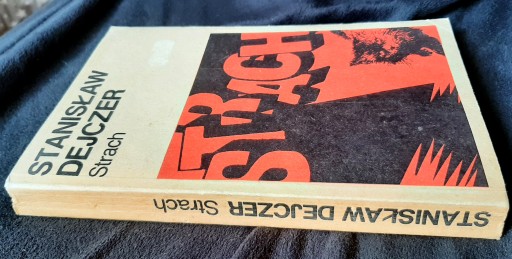 STANISŁAW
DEJCZER
Strach
STRACH
STANISŁAW DEJCZER Strach